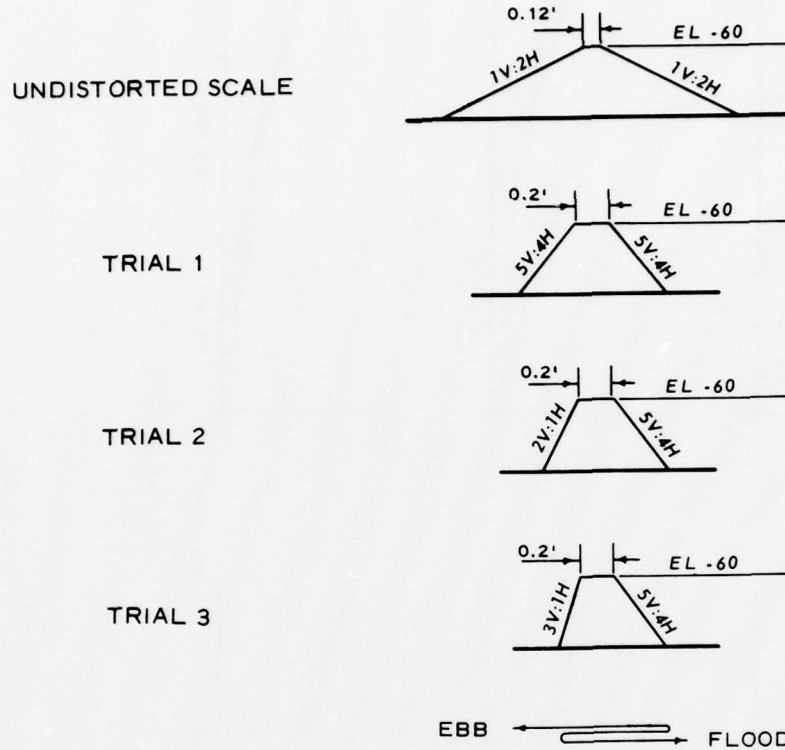 0.12'
EL -60
UNDISTORTED SCALE
1V:2H
1V:2H
0.2'
EL -60
TRIAL 1
5V:4H
5V:4H
0.2'
EL -60
TRIAL 2
2V:1H
5V:4H
0.2'
EL -60
TRIAL 3
3V:1H
5V:4H
EBB
FLOOD